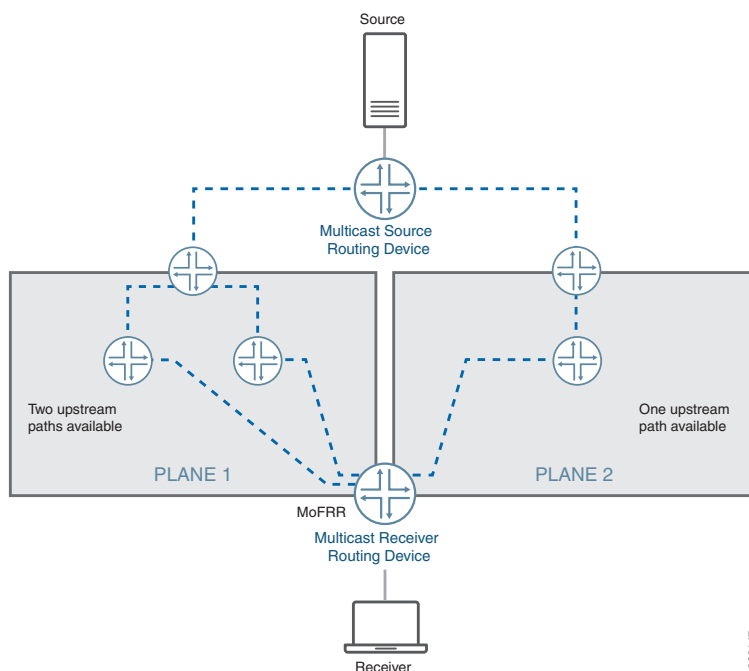 Source
Multicast Source
Routing Device
Two upstream
paths available
One upstream
path available
PLANE 1
PLANE 2
MoFRR
Multicast Receiver
Routing Device
Receiver